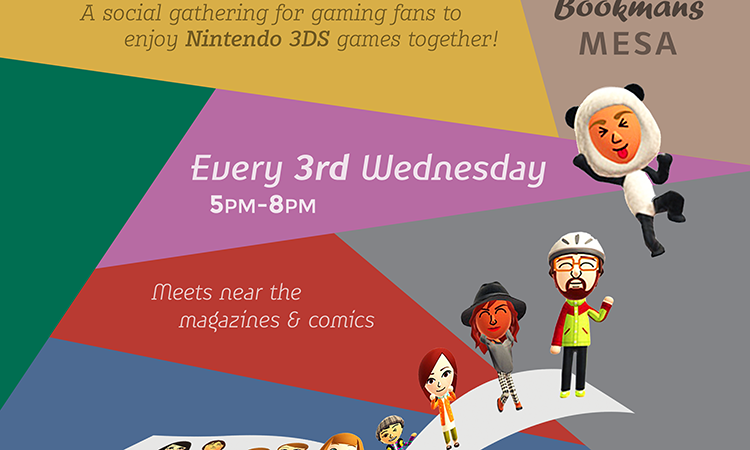 A social gathering for gaming fans to
enjoy Nintendo 3DS games together!
Bookmans
MESA
Every 3rd Wednesday
5PM-8PM
Meets near the
magazines & comics